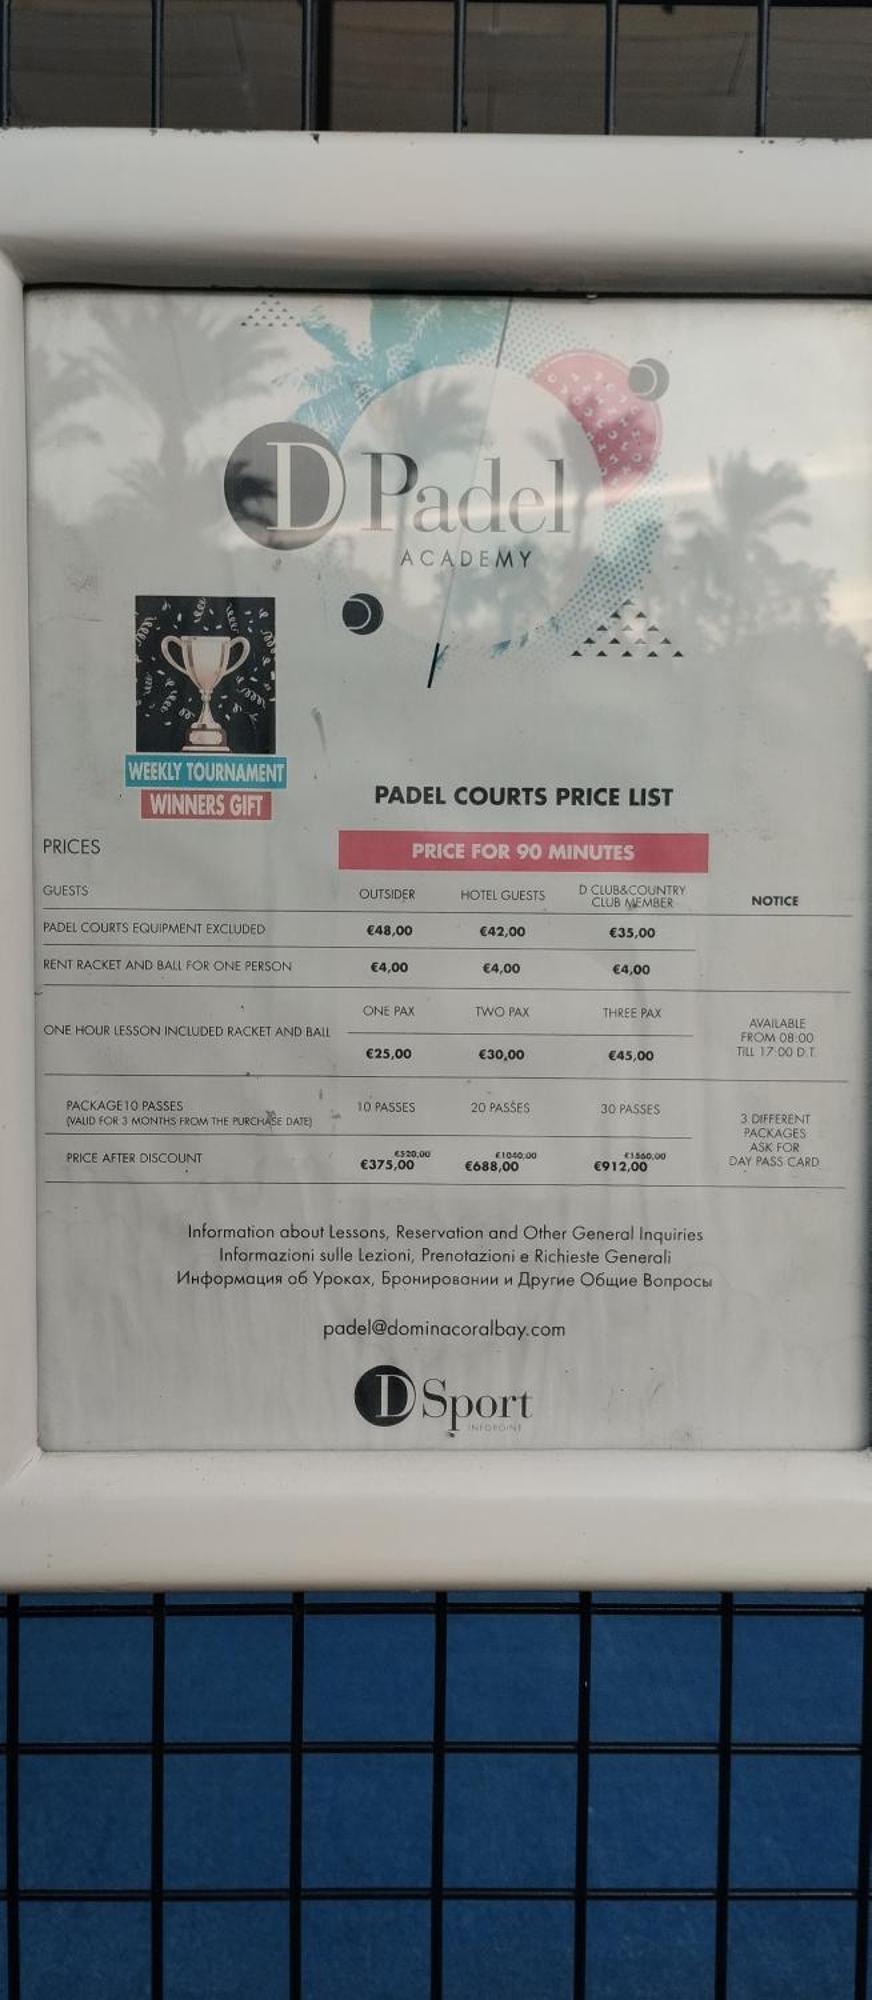 D Padel
ACADEMY
WEEKLY TOURNAMENT
WINNERS GIFT
PADEL COURTS PRICE LIST
PRICES
PRICE FOR 90 MINUTES
GUESTS OUTSIDER HOTEL GUESTS D CLUB&COUNTRY CLUB MEMBER NOTICE
PADEL COURTS EQUIPMENT EXCLUDED €48,00 €42,00 €35,00
RENT RACKET AND BALL FOR ONE PERSON €4,00 €4,00 €4,00
ONE PAX TWO PAX THREE PAX
ONE HOUR LESSON INCLUDED RACKET AND BALL
€25,00 €30,00 €45,00
AVAILABLE
FROM 08:00
TILL 17:00 D.T.
PACKAGE10 PASSES 10 PASSES 20 PASSES 30 PASSES
(VALID FOR 3 MONTHS FROM THE PURCHASE DATE)
PRICE AFTER DISCOUNT €520,00 €375,00 €1040,00 €688,00 €1560,00 €912,00
3 DIFFERENT
PACKAGES
ASK FOR
DAY PASS CARD
Information about Lessons, Reservation and Other General Inquiries
Informazioni sulle Lezioni, Prenotazioni e Richieste Generali
Информация об Уроках, Бронировании и Другие Общие Вопросы
padel@dominacoralbay.com
D Sport
INFOPOINT